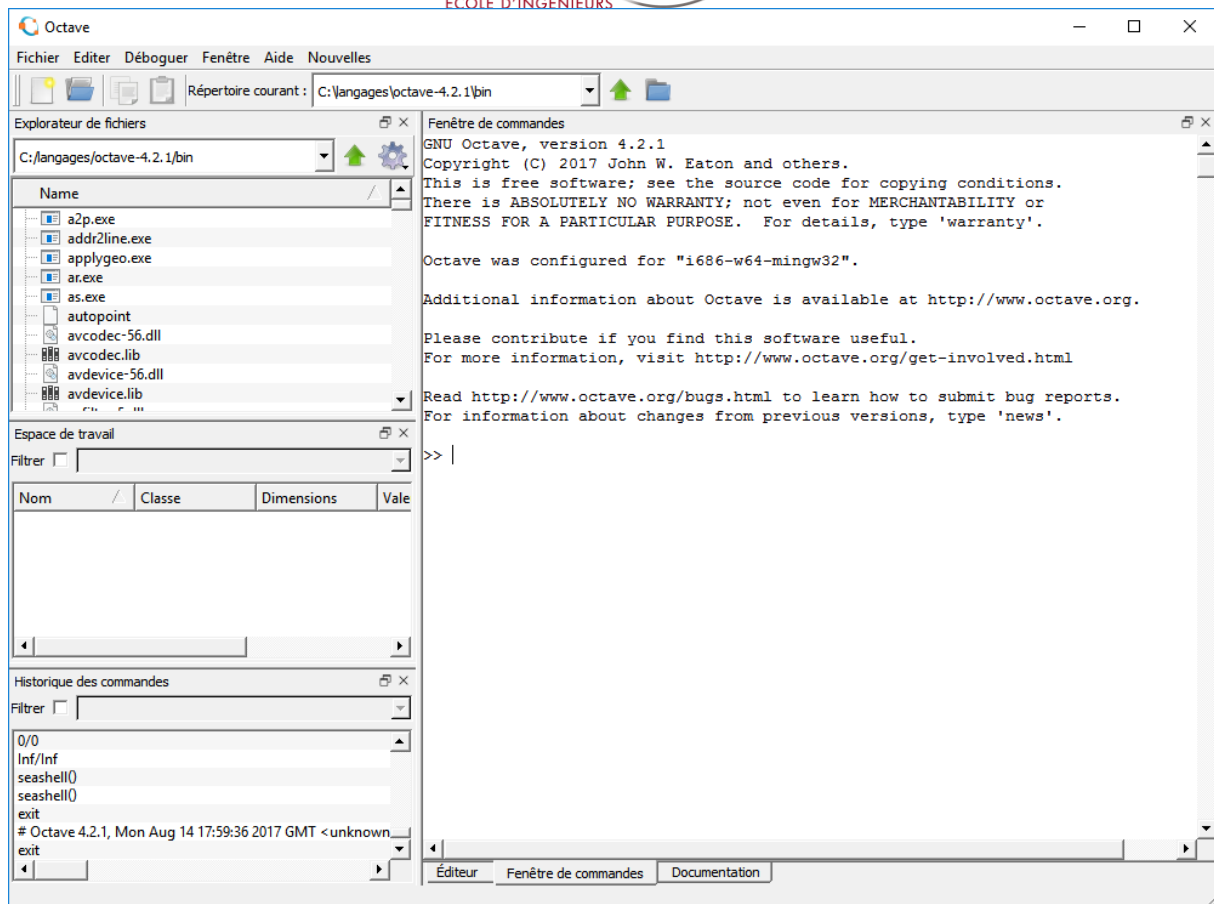 ECOLE D'INGENIEURS
Octave
Fichier Editer Déboguer Fenêtre Aide Nouvelles
Répertoire courant : C:\langages\octave-4.2.1\bin
Explorateur de fichiers
C:/langages/octave-4.2.1/bin
Name
a2p.exe
addr2line.exe
applygeo.exe
ar.exe
as.exe
autopoint
avcodec-56.dll
avcodec.lib
avdevice-56.dll
avdevice.lib
Espace de travail
Filtrer
Nom Classe Dimensions Vale
Historique des commandes
Filtrer
0/0
Inf/Inf
seashell()
seashell()
exit
# Octave 4.2.1, Mon Aug 14 17:59:36 2017 GMT <unknown
exit
Fenêtre de commandes
GNU Octave, version 4.2.1
Copyright (C) 2017 John W. Eaton and others.
This is free software; see the source code for copying conditions.
There is ABSOLUTELY NO WARRANTY; not even for MERCHANTABILITY or
FITNESS FOR A PARTICULAR PURPOSE.  For details, type 'warranty'.
Octave was configured for "i686-w64-mingw32".
Additional information about Octave is available at http://www.octave.org.
Please contribute if you find this software useful.
For more information, visit http://www.octave.org/get-involved.html
Read http://www.octave.org/bugs.html to learn how to submit bug reports.
For information about changes from previous versions, type 'news'.
>>
Éditeur Fenêtre de commandes Documentation